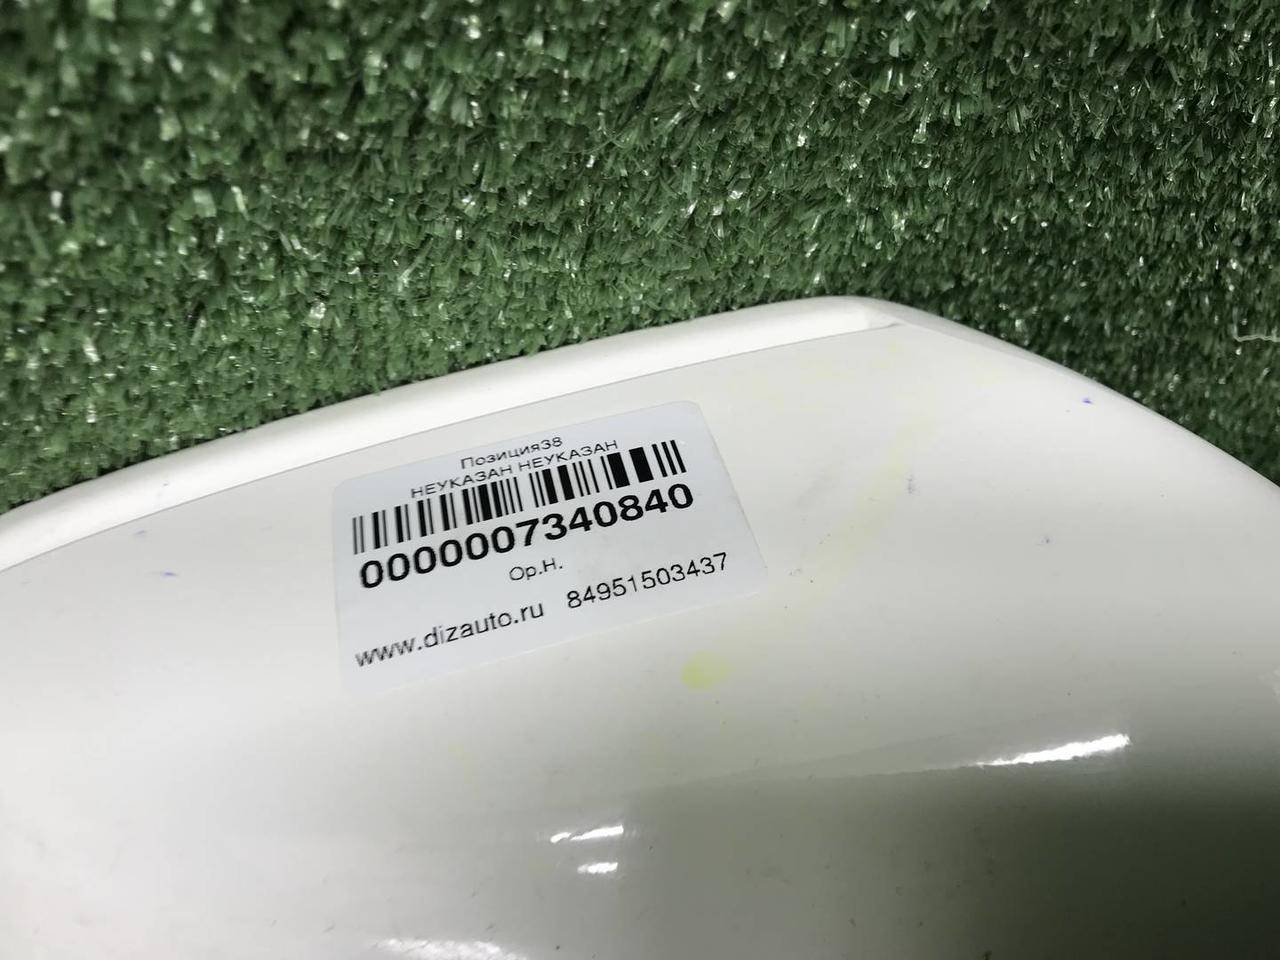 Позиция38
НЕУКАЗАН НЕУКАЗАН
0000007340840
Ор.Н.
www.dizauto.ru 84951503437